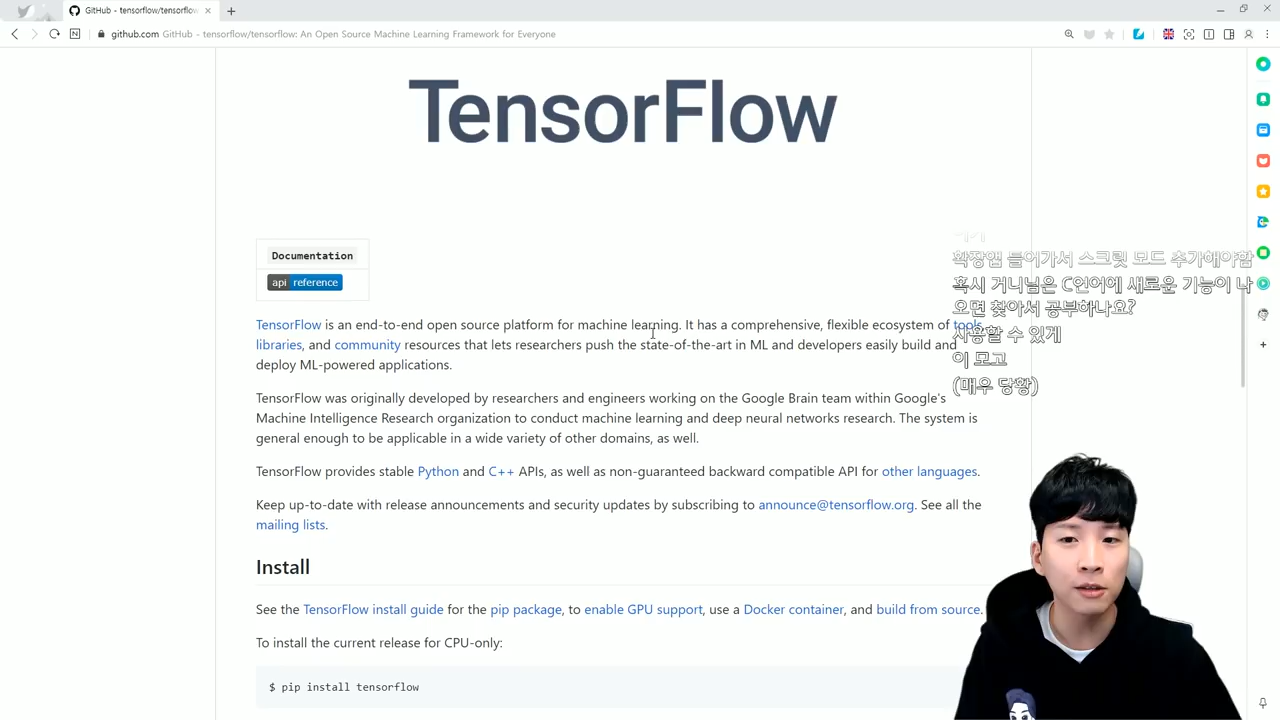 GitHub - tensorflow/tensorflow
github.com GitHub - tensorflow/tensorflow: An Open Source Machine Learning Framework for Everyone
TensorFlow
Documentation
api reference
TensorFlow is an end-to-end open source platform for machine learning. It has a comprehensive, flexible ecosystem of tools,
libraries, and community resources that lets researchers push the state-of-the-art in ML and developers easily build and
deploy ML-powered applications.
TensorFlow was originally developed by researchers and engineers working on the Google Brain team within Google's
Machine Intelligence Research organization to conduct machine learning and deep neural networks research. The system is
general enough to be applicable in a wide variety of other domains, as well.
TensorFlow provides stable Python and C++ APIs, as well as non-guaranteed backward compatible API for other languages.
Keep up-to-date with release announcements and security updates by subscribing to announce@tensorflow.org. See all the
mailing lists.
Install
See the TensorFlow install guide for the pip package, to enable GPU support, use a Docker container, and build from source.
To install the current release for CPU-only:
$ pip install tensorflow
확장앱 들어가서 스크릿 모드 추가해야함
혹시 거니님은 C언어에 새로운 기능이 나
오면 찾아서 공부하나요?
사용할 수 있게
이 모고
(매우 당황)